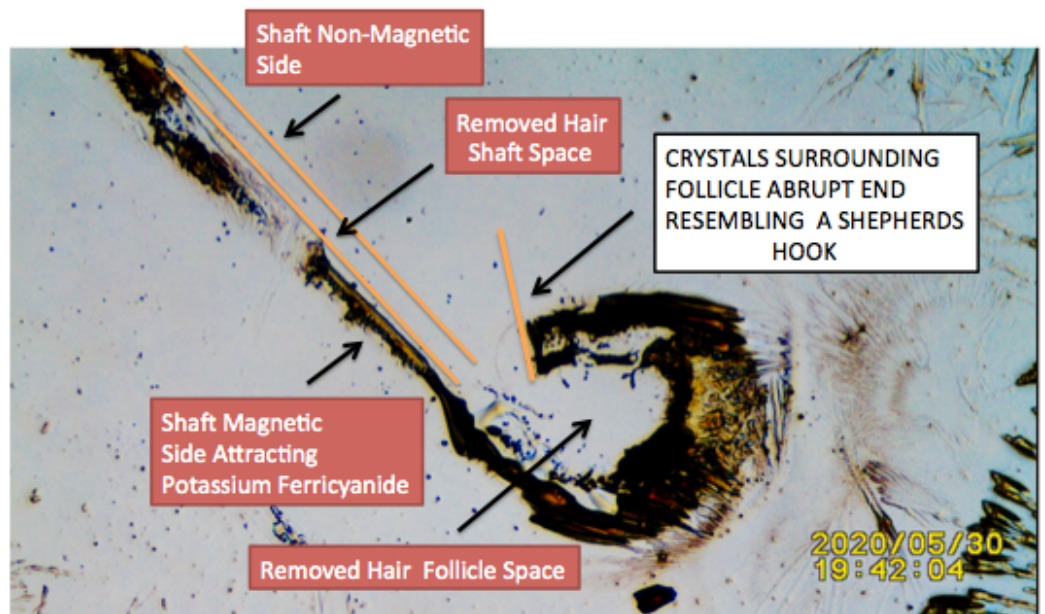 Shaft Non-Magnetic
Side
Removed Hair
Shaft Space
CRYSTALS SURROUNDING
FOLLICLE ABRUPT END
RESEMBLING A SHEPHERDS
HOOK
Shaft Magnetic
Side Attracting
Potassium Ferricyanide
Removed Hair Follicle Space
2020/05/30
19:42:04